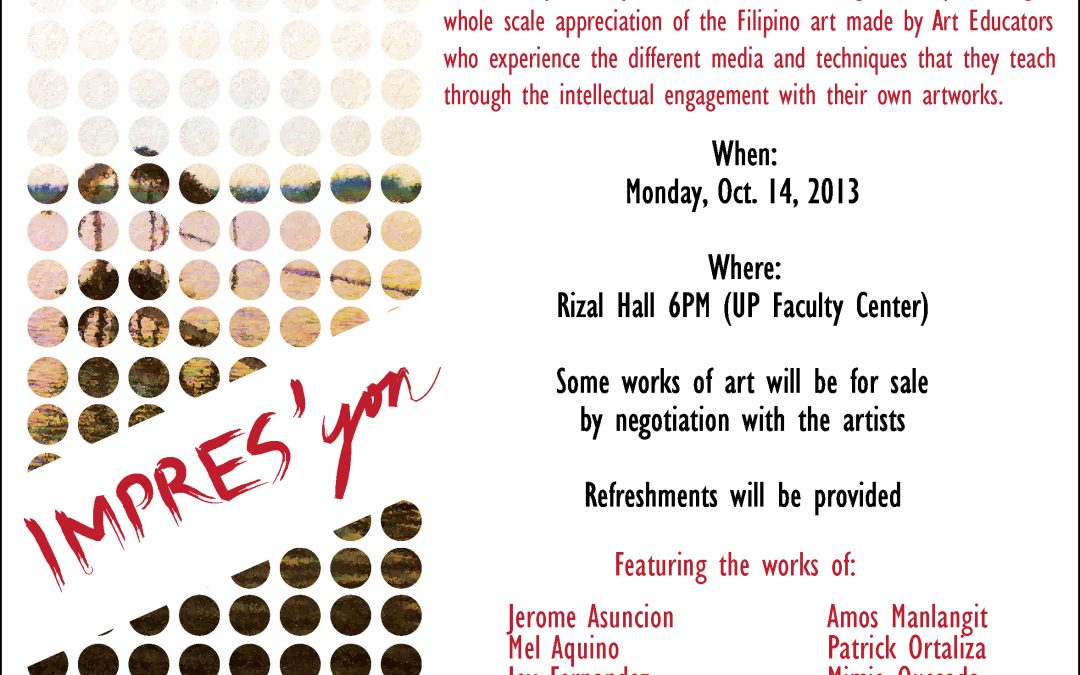 whole scale appreciation of the Filipino art made by Art Educators
who experience the different media and techniques that they teach
through the intellectual engagement with their own artworks.
When:
Monday, Oct. 14, 2013
Where:
Rizal Hall 6PM (UP Faculty Center)
Some works of art will be for sale
by negotiation with the artists
Refreshments will be provided
IMPRES'yon
Featuring the works of:
Jerome Asuncion
Mel Aquino
Amos Manlangit
Patrick Ortaliza